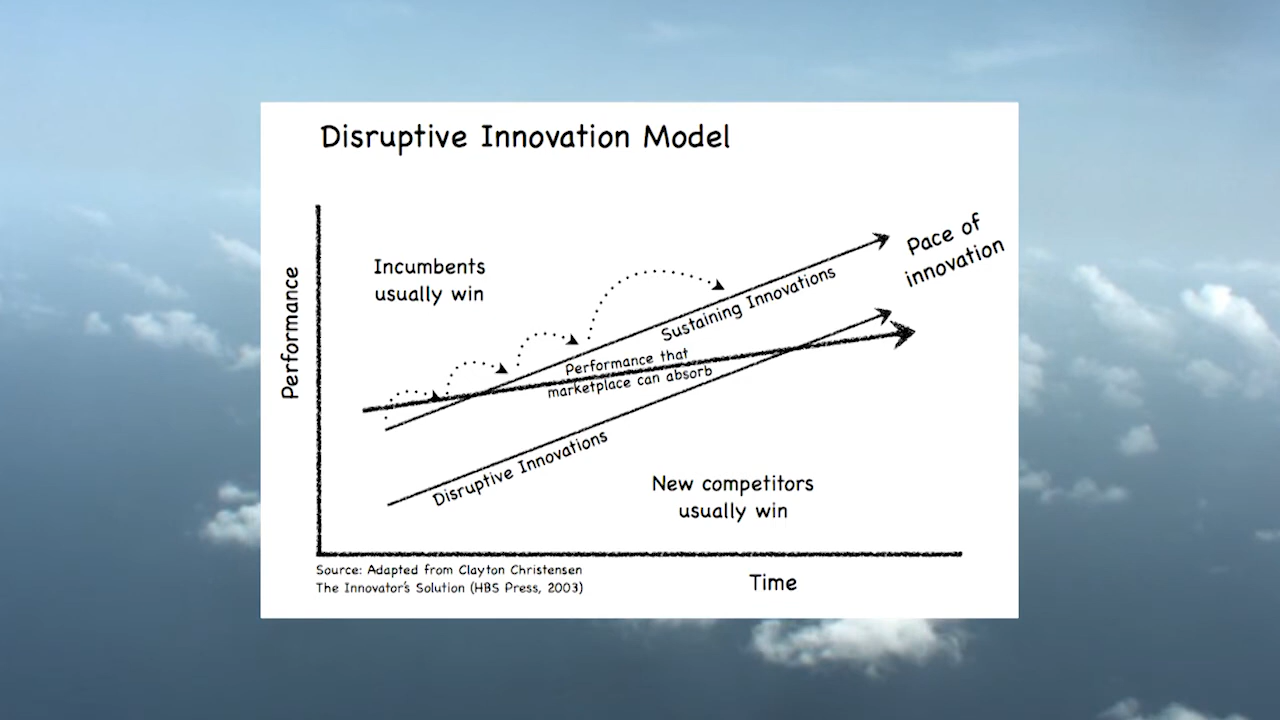 Disruptive Innovation Model
Performance
Incumbents
usually win
Pace of
innovation
Sustaining Innovations
Performance that
marketplace can absorb
Disruptive Innovations
New competitors
usually win
Source: Adapted from Clayton Christensen
The Innovator's Solution (HBS Press, 2003)
Time